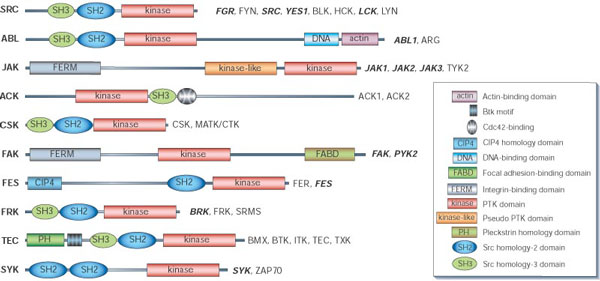 SRC SH3 SH2 kinase FGR, FYN, SRC, YES1, BLK, HCK, LCK, LYN
ABL SH3 SH2 kinase DNA actin ABL1, ARG
JAK FERM kinase-like kinase JAK1, JAK2, JAK3, TYK2
ACK kinase SH3 ACK1, ACK2
CSK SH3 SH2 kinase CSK, MATK/CTK
FAK FERM kinase FABD FAK, PYK2
FES CIP4 SH2 kinase FER, FES
FRK SH3 SH2 kinase BRK, FRK, SRMS
TEC PH SH3 SH2 kinase BMX, BTK, ITK, TEC, TXK
SYK SH2 SH2 kinase SYK, ZAP70
actin Actin-binding domain
Btk motif
Cdc42-binding
CIP4 CIP4 homology domain
DNA DNA-binding domain
FABD Focal adhesion-binding domain
FERM Integrin-binding domain
kinase PTK domain
kinase-like Pseudo PTK domain
PH Pleckstrin homology domain
SH2 Src homology-2 domain
SH3 Src homology-3 domain